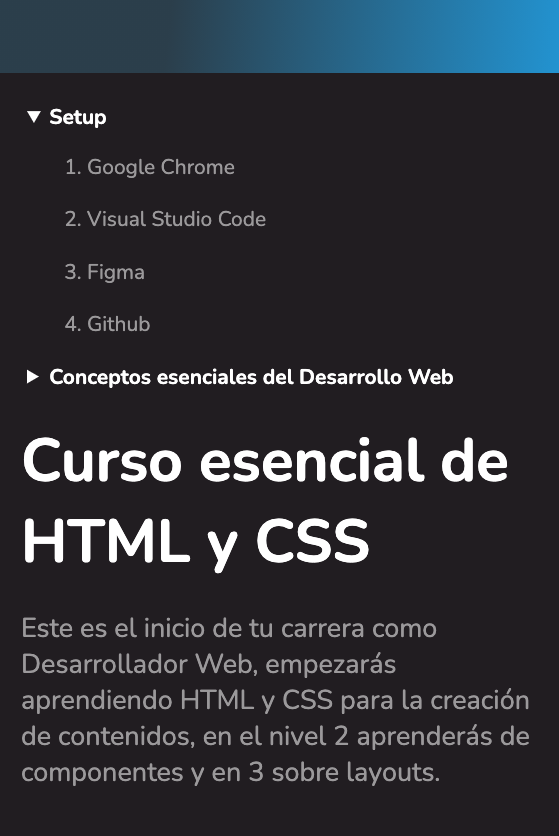 Setup
1. Google Chrome
2. Visual Studio Code
3. Figma
4. Github
Conceptos esenciales del Desarrollo Web
Curso esencial de
HTML y CSS
Este es el inicio de tu carrera como
Desarrollador Web, empezarás
aprendiendo HTML y CSS para la creación
de contenidos, en el nivel 2 aprenderás de
componentes y en 3 sobre layouts.